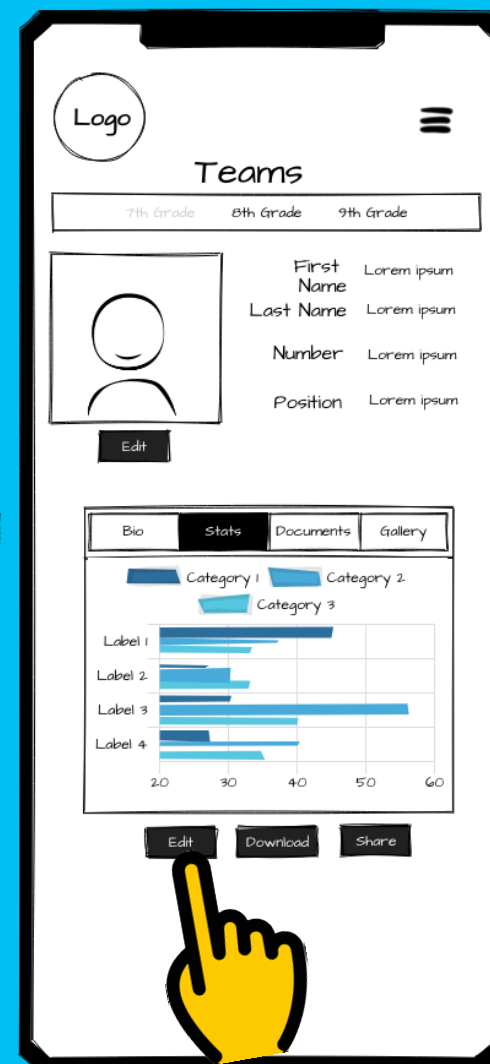 Logo
Teams
7th Grade 8th Grade 9th Grade
First Name Lorem ipsum
Last Name Lorem ipsum
Number Lorem ipsum
Position Lorem ipsum
Edit
Bio Stats Documents Gallery
Category 1 Category 2
Category 3
Label 1
Label 2
Label 3
Label 4
20 30 40 50 60
Edit Download Share